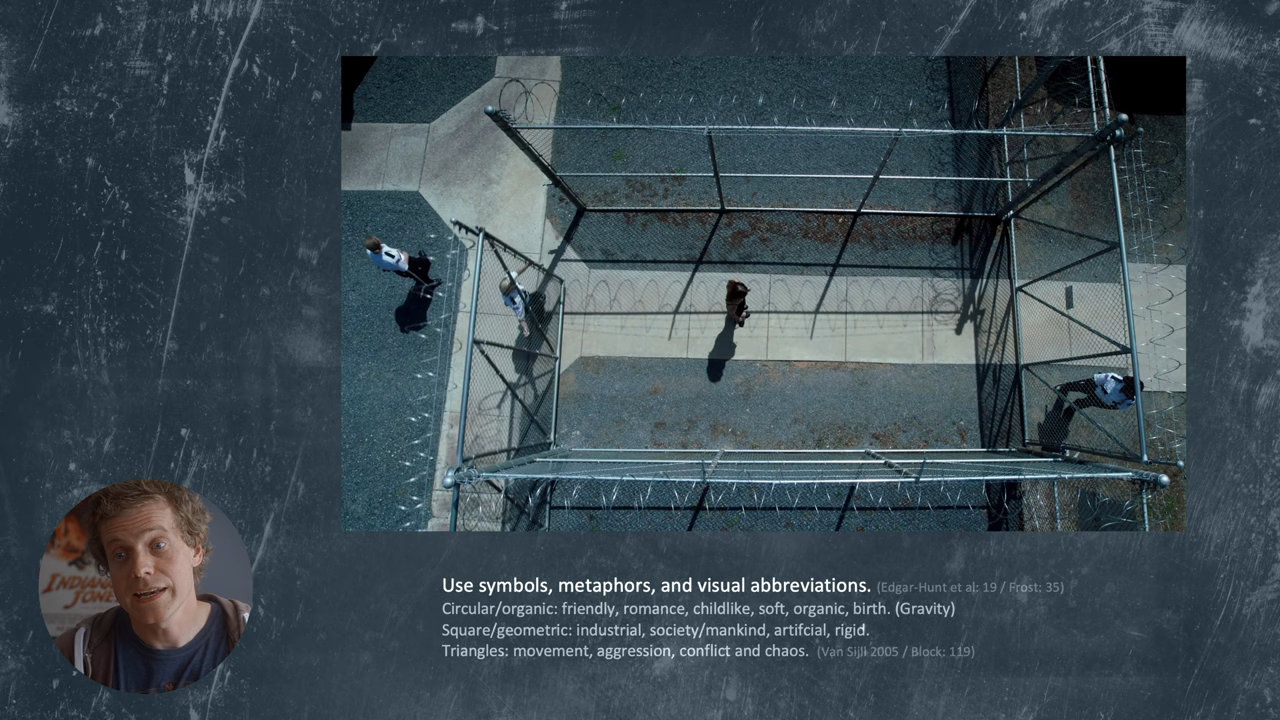 INDIANA
JONES
Use symbols, metaphors, and visual abbreviations. (Edgar-Hunt et al: 19 / Frost: 35)
Circular/organic: friendly, romance, childlike, soft, organic, birth. (Gravity)
Square/geometric: industrial, society/mankind, artifcial, rigid.
Triangles: movement, aggression, conflict and chaos. (Van Sijll 2005 / Block: 119)